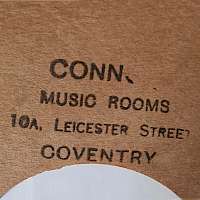 CONN.
MUSIC ROOMS
10A, LEICESTER STREET
COVENTRY